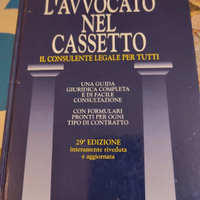 L'AVVOCATO
NEL
CASSETTO
IL CONSULENTE LEGALE PER TUTTI
UNA GUIDA
GIURIDICA COMPLETA
E DI FACILE
CONSULTAZIONE
CON FORMULARI
PRONTI PER OGNI
TIPO DI CONTRATTO
29ª EDIZIONE
interamente riveduta
e aggiornata